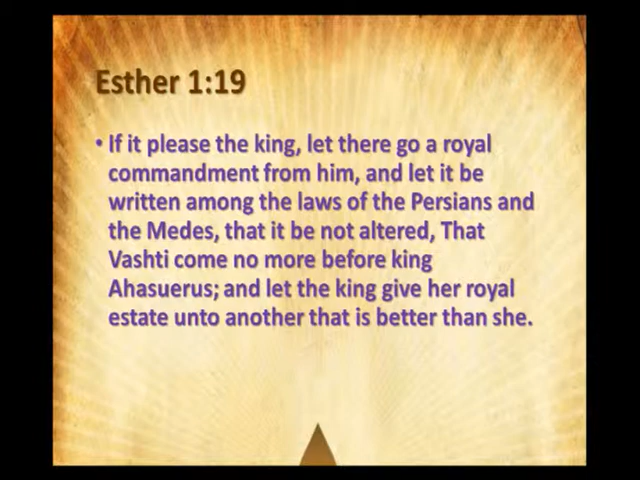 Esther 1:19
• If it please the king, let there go a royal
commandment from him, and let it be
written among the laws of the Persians and
the Medes, that it be not altered, That
Vashti come no more before king
Ahasuerus; and let the king give her royal
estate unto another that is better than she.